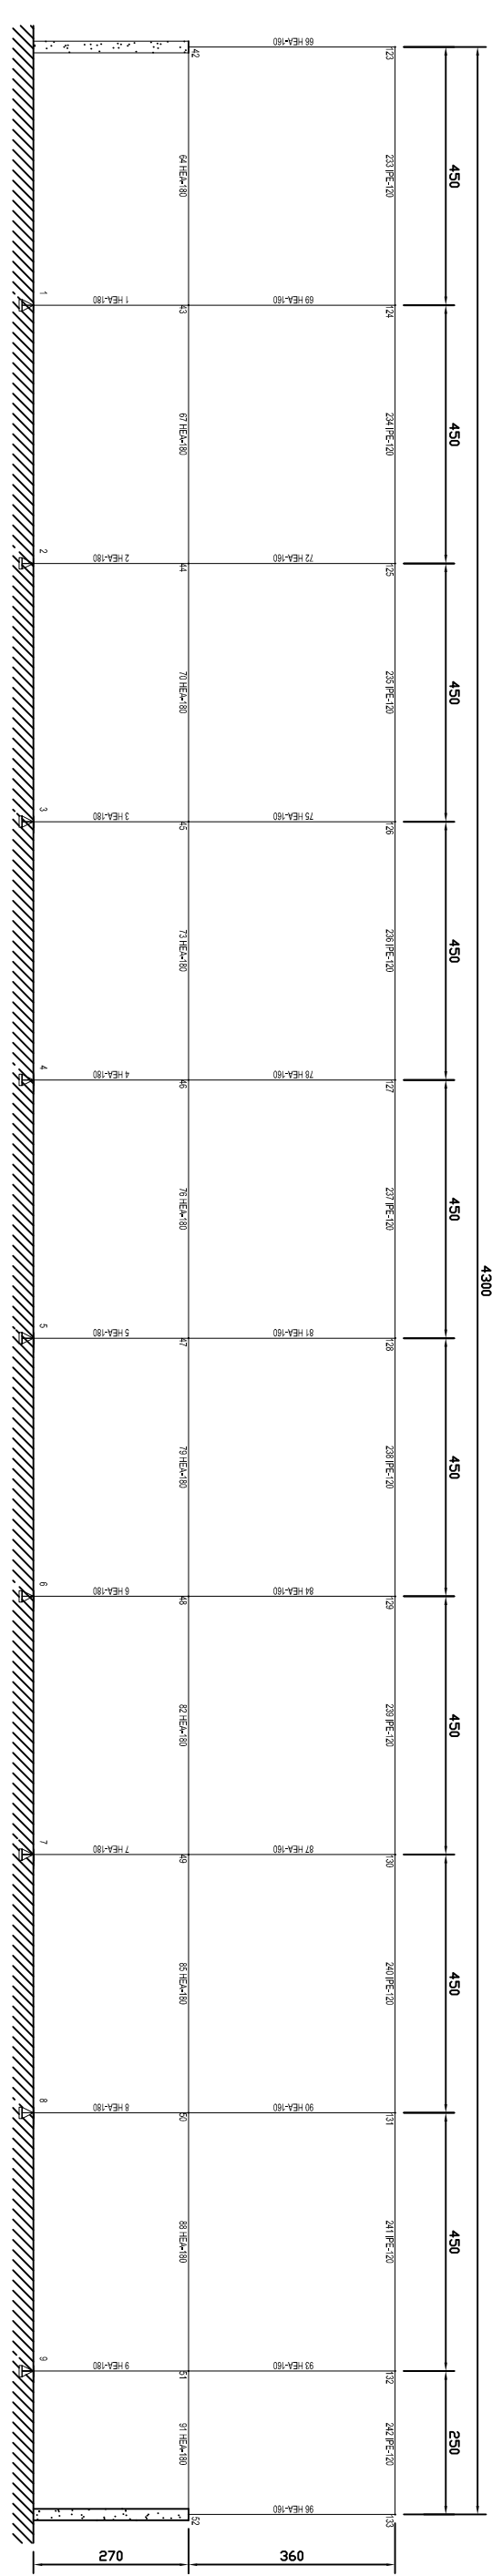 4300
450
450
450
450
450
450
450
450
450
250
123
233 IPE-120
124
234 IPE-120
125
235 IPE-120
126
236 IPE-120
127
237 IPE-120
128
238 IPE-120
129
239 IPE-120
130
240 IPE-120
131
241 IPE-120
132
242 IPE-120
133
66 HEA-160
69 HEA-160
72 HEA-160
75 HEA-160
78 HEA-160
81 HEA-160
84 HEA-160
87 HEA-160
90 HEA-160
93 HEA-160
96 HEA-160
360
42
64 HEA-180
43
67 HEA-180
44
70 HEA-180
45
73 HEA-180
46
76 HEA-180
47
79 HEA-180
48
82 HEA-180
49
85 HEA-180
50
88 HEA-180
51
91 HEA-180
52
1 HEA-180
2 HEA-180
3 HEA-180
4 HEA-180
5 HEA-180
6 HEA-180
7 HEA-180
8 HEA-180
9 HEA-180
270
1
2
3
4
5
6
7
8
9